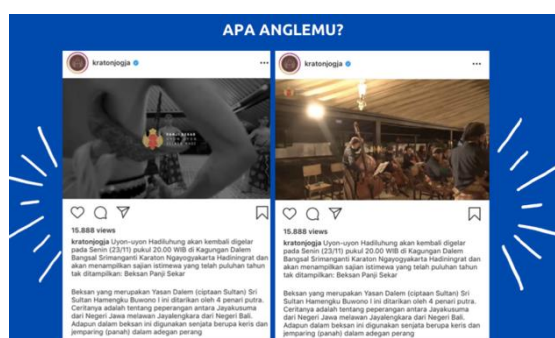 APA ANGLEMU?
kratonjogja
15.888 views
kratonjogja Uyon-uyon Hadiluhung akan kembali digelar
pada Senin (23/11) pukul 20.00 WIB di Kagungan Dalem
Bangsal Srimanganti Karaton Ngayogyakarta Hadiningrat dan
akan menampilkan sajian istimewa yang telah puluhan tahun
tak ditampilkan: Beksan Panji Sekar
Beksan yang merupakan Yasan Dalem (ciptaan Sultan) Sri
Sultan Hamengku Buwono I ini ditarikan oleh 4 penari putra.
Ceritanya adalah tentang peperangan antara Jayakusuma
dari Negeri Jawa melawan Jayalengkara dari Negeri Bali.
Adapun dalam beksan ini digunakan senjata berupa keris dan
jemparing (panah) dalam adegan perang
kratonjogja
15.888 views
kratonjogja Uyon-uyon Hadiluhung akan kembali digelar
pada Senin (23/11) pukul 20.00 WIB di Kagungan Dalem
Bangsal Srimanganti Karaton Ngayogyakarta Hadiningrat dan
akan menampilkan sajian istimewa yang telah puluhan tahun
tak ditampilkan: Beksan Panji Sekar
Beksan yang merupakan Yasan Dalem (ciptaan Sultan) Sri
Sultan Hamengku Buwono I ini ditarikan oleh 4 penari putra.
Ceritanya adalah tentang peperangan antara Jayakusuma
dari Negeri Jawa melawan Jayalengkara dari Negeri Bali.
Adapun dalam beksan ini digunakan senjata berupa keris dan
jemparing (panah) dalam adegan perang